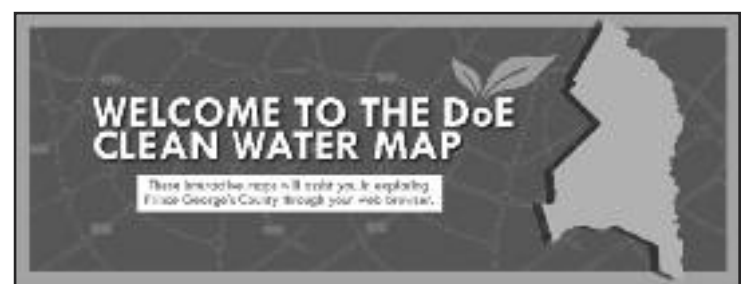 WELCOME TO THE DoE
CLEAN WATER MAP
These interactive maps will assist you in exploring
Prince George's County through your web browser.